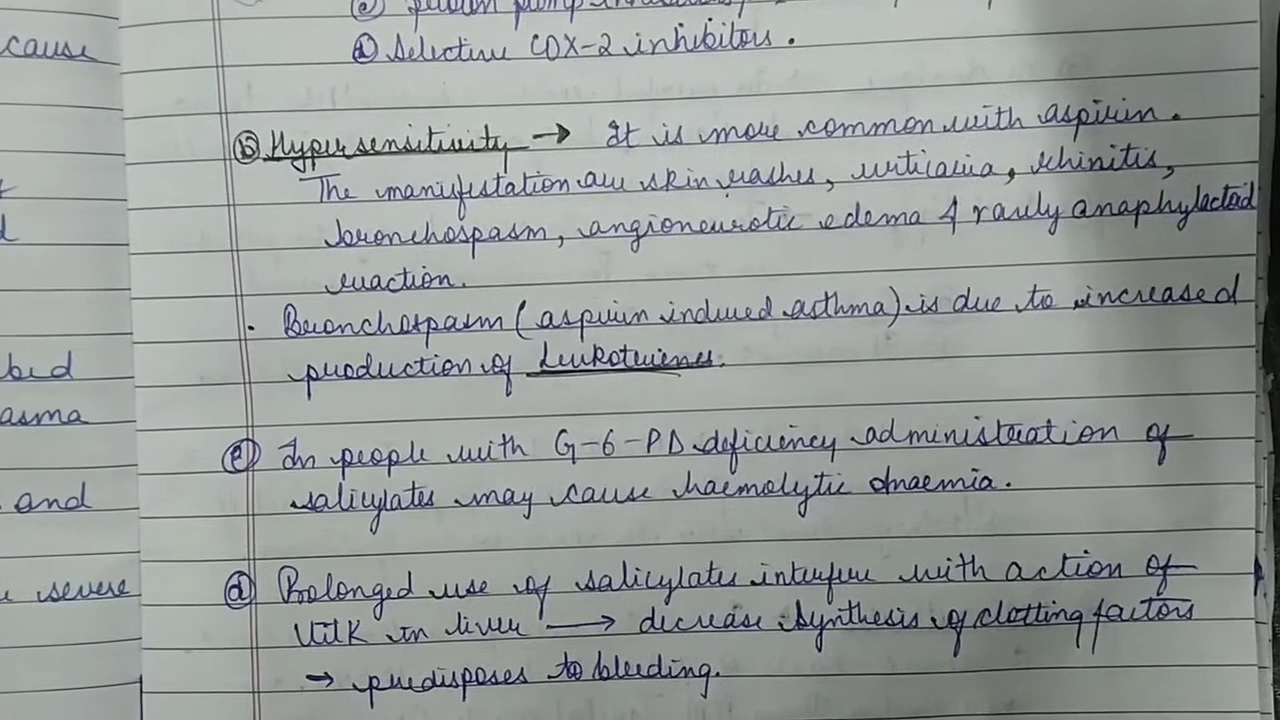 cause
bed
asma
and
severe
proton pump
d) Selective COX-2 inhibitors.
b) Hypersensitivity → It is more common with aspirin.
The manifestation are skin rashes, urticaria, rhinitis,
bronchospasm, angioneurotic edema & rarely anaphylactoid
reaction.
· Bronchospasm (aspirin induced asthma) is due to increased
production of Leukotrienes.
c) In people with G-6-PD deficiency administration of
salicylates may cause haemolytic anaemia.
d) Prolonged use of salicylates interfere with action of
Vit K in liver → decrease synthesis of clotting factors
→ predisposes to bleeding.